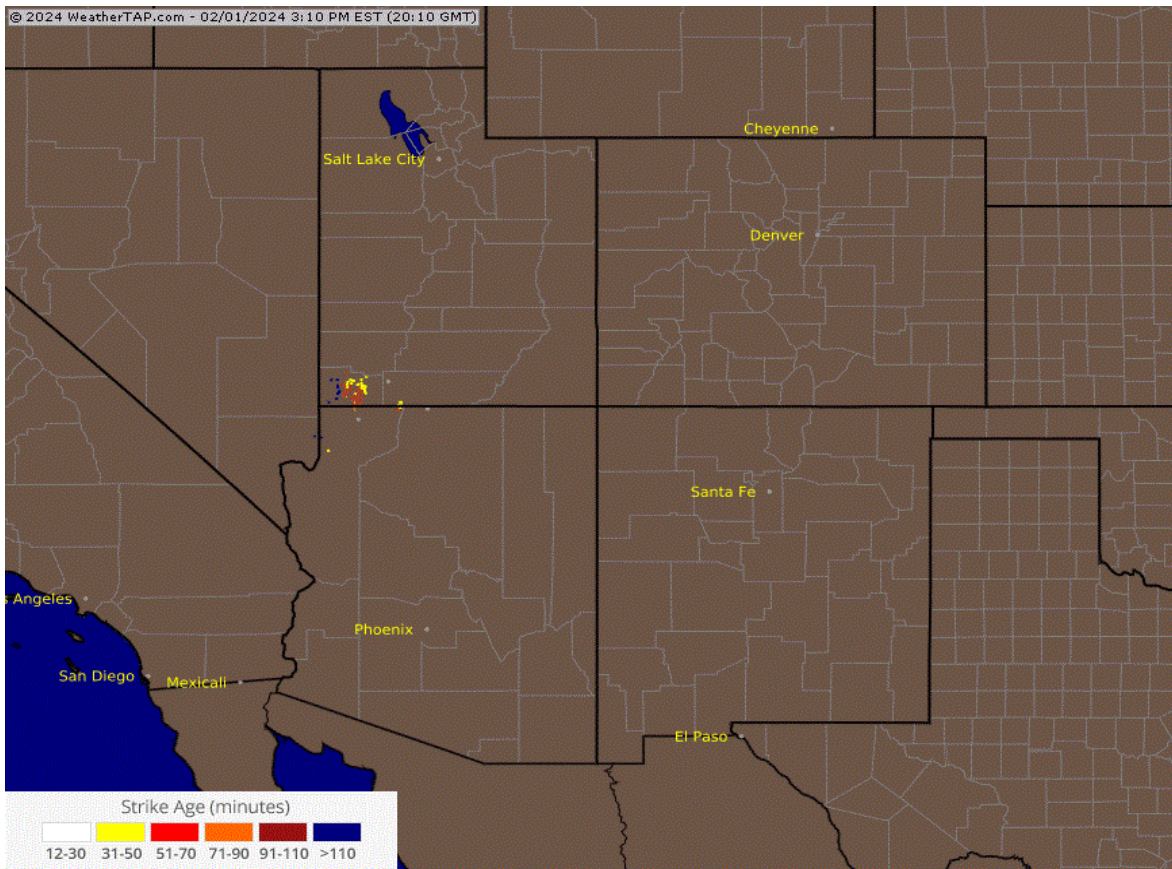 © 2024 WeatherTAP.com - 02/01/2024 3:10 PM EST (20:10 GMT)
Cheyenne
Salt Lake City
Denver
Santa Fe
s Angeles
Phoenix
San Diego
Mexicali
El Paso
Strike Age (minutes)
12-30 31-50 51-70 71-90 91-110 >110